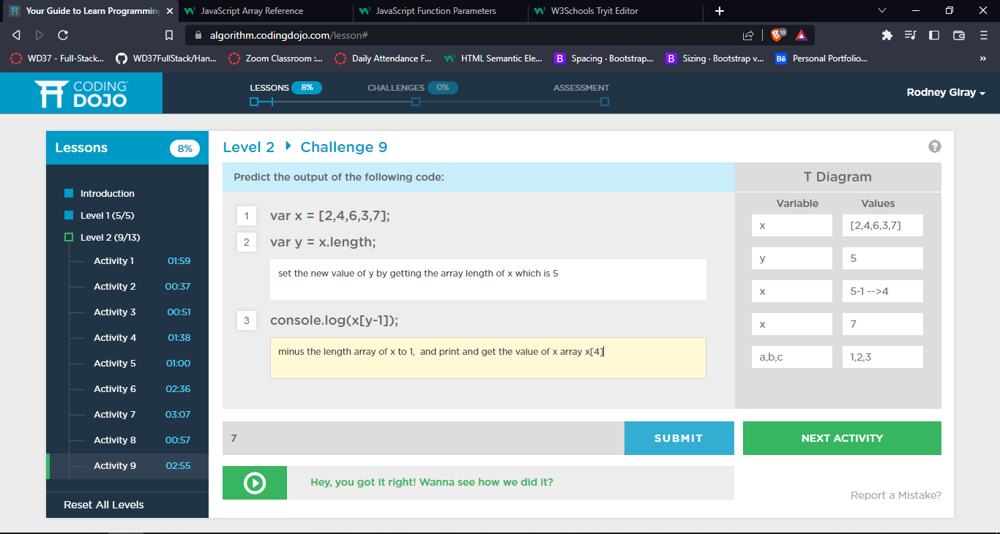 Your Guide to Learn Programming
JavaScript Array Reference
JavaScript Function Parameters
W3Schools Tryit Editor
algorithm.codingdojo.com/lesson#
10
WD37 - Full-Stack...
WD37FullStack/Han...
Zoom Classroom :...
Daily Attendance F...
HTML Semantic Ele...
B
Spacing · Bootstrap...
B
Sizing · Bootstrap v...
Bē
Personal Portfolio...
»
CODING
DOJO
LESSONS 8%
CHALLENGES 0%
ASSESSMENT
Rodney Giray
Lessons 8%
Introduction
Level 1 (5/5)
Level 2 (9/13)
Activity 1 01:59
Activity 2 00:37
Activity 3 00:51
Activity 4 01:38
Activity 5 01:00
Activity 6 02:36
Activity 7 03:07
Activity 8 00:57
Activity 9 02:55
Reset All Levels
Level 2 Challenge 9
?
Predict the output of the following code:
1 var x = [2,4,6,3,7];
2 var y = x.length;
set the new value of y by getting the array length of x which is 5
3 console.log(x[y-1]);
minus the length array of x to 1,  and print and get the value of x array x[4]
T Diagram
Variable Values
x [2,4,6,3,7]
y 5
x 5-1 -->4
x 7
a,b,c 1,2,3
7
SUBMIT
NEXT ACTIVITY
Hey, you got it right! Wanna see how we did it?
Report a Mistake?